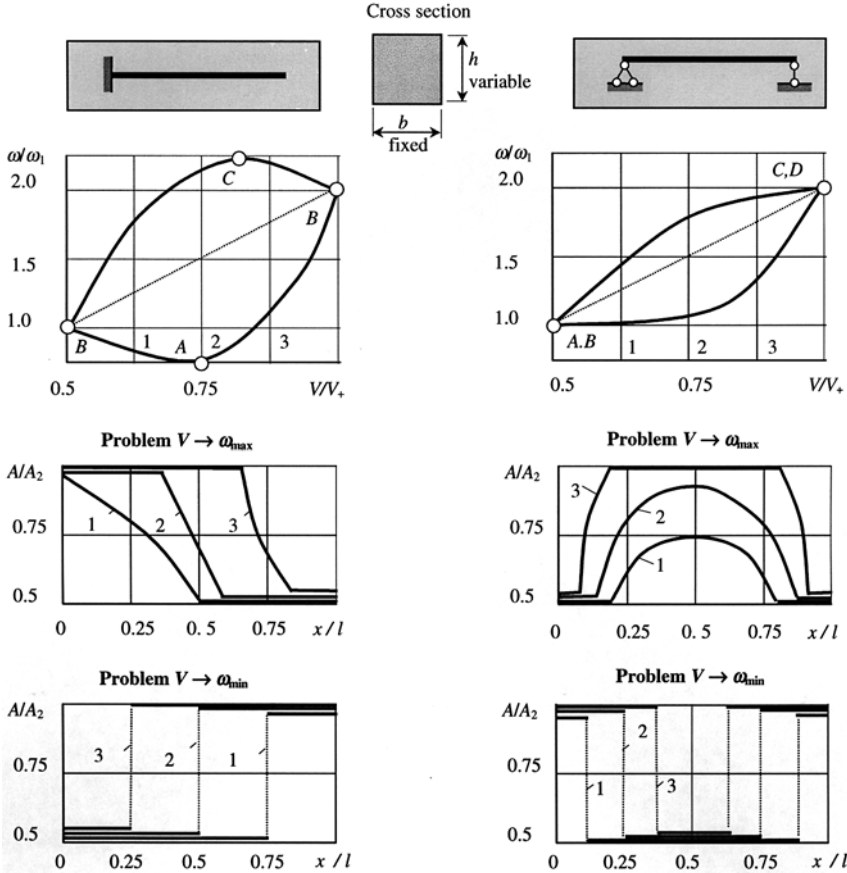 Cross section
h
variable
b
fixed
ω/ω₁
2.0
1.5
1.0
C
B
B
1
A
2
3
0.5
0.75
V/V₊
ω/ω₁
2.0
1.5
1.0
C,D
A.B
1
2
3
0.5
0.75
V/V₊
Problem V → ωmax
A/A₂
0.75
0.5
1
2
3
0
0.25
0.5
0.75
x / l
Problem V → ωmax
A/A₂
0.75
0.5
3
2
1
0
0.25
0.5
0.75
x / l
Problem V → ωmin
A/A₂
0.75
0.5
3
2
1
0
0.25
0.5
0.75
x / l
Problem V → ωmin
A/A₂
0.75
0.5
2
1
3
0
0.25
0.5
0.75
x / l